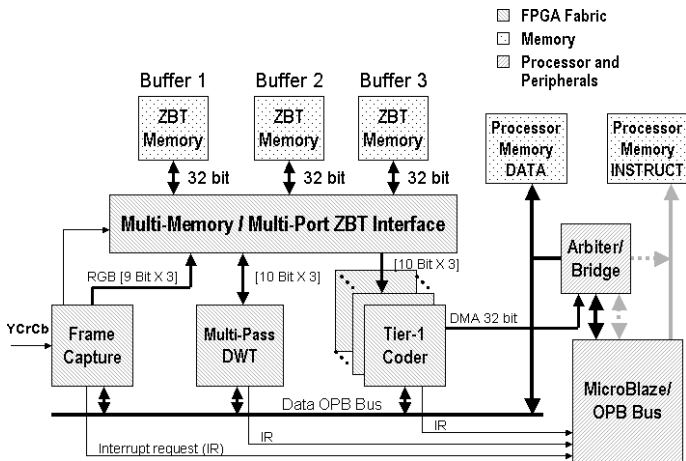 FPGA Fabric
Memory
Processor and
Peripherals
Buffer 1
Buffer 2
Buffer 3
ZBT
Memory
ZBT
Memory
ZBT
Memory
Processor
Memory
DATA
Processor
Memory
INSTRUCT
32 bit
32 bit
32 bit
Multi-Memory / Multi-Port ZBT Interface
RGB [9 Bit X 3]
[10 Bit X 3]
[10 Bit X 3]
Arbiter/
Bridge
YCrCb
Frame
Capture
Multi-Pass
DWT
Tier-1
Coder
DMA 32 bit
MicroBlaze/
OPB Bus
Data OPB Bus
IR
IR
Interrupt request (IR)